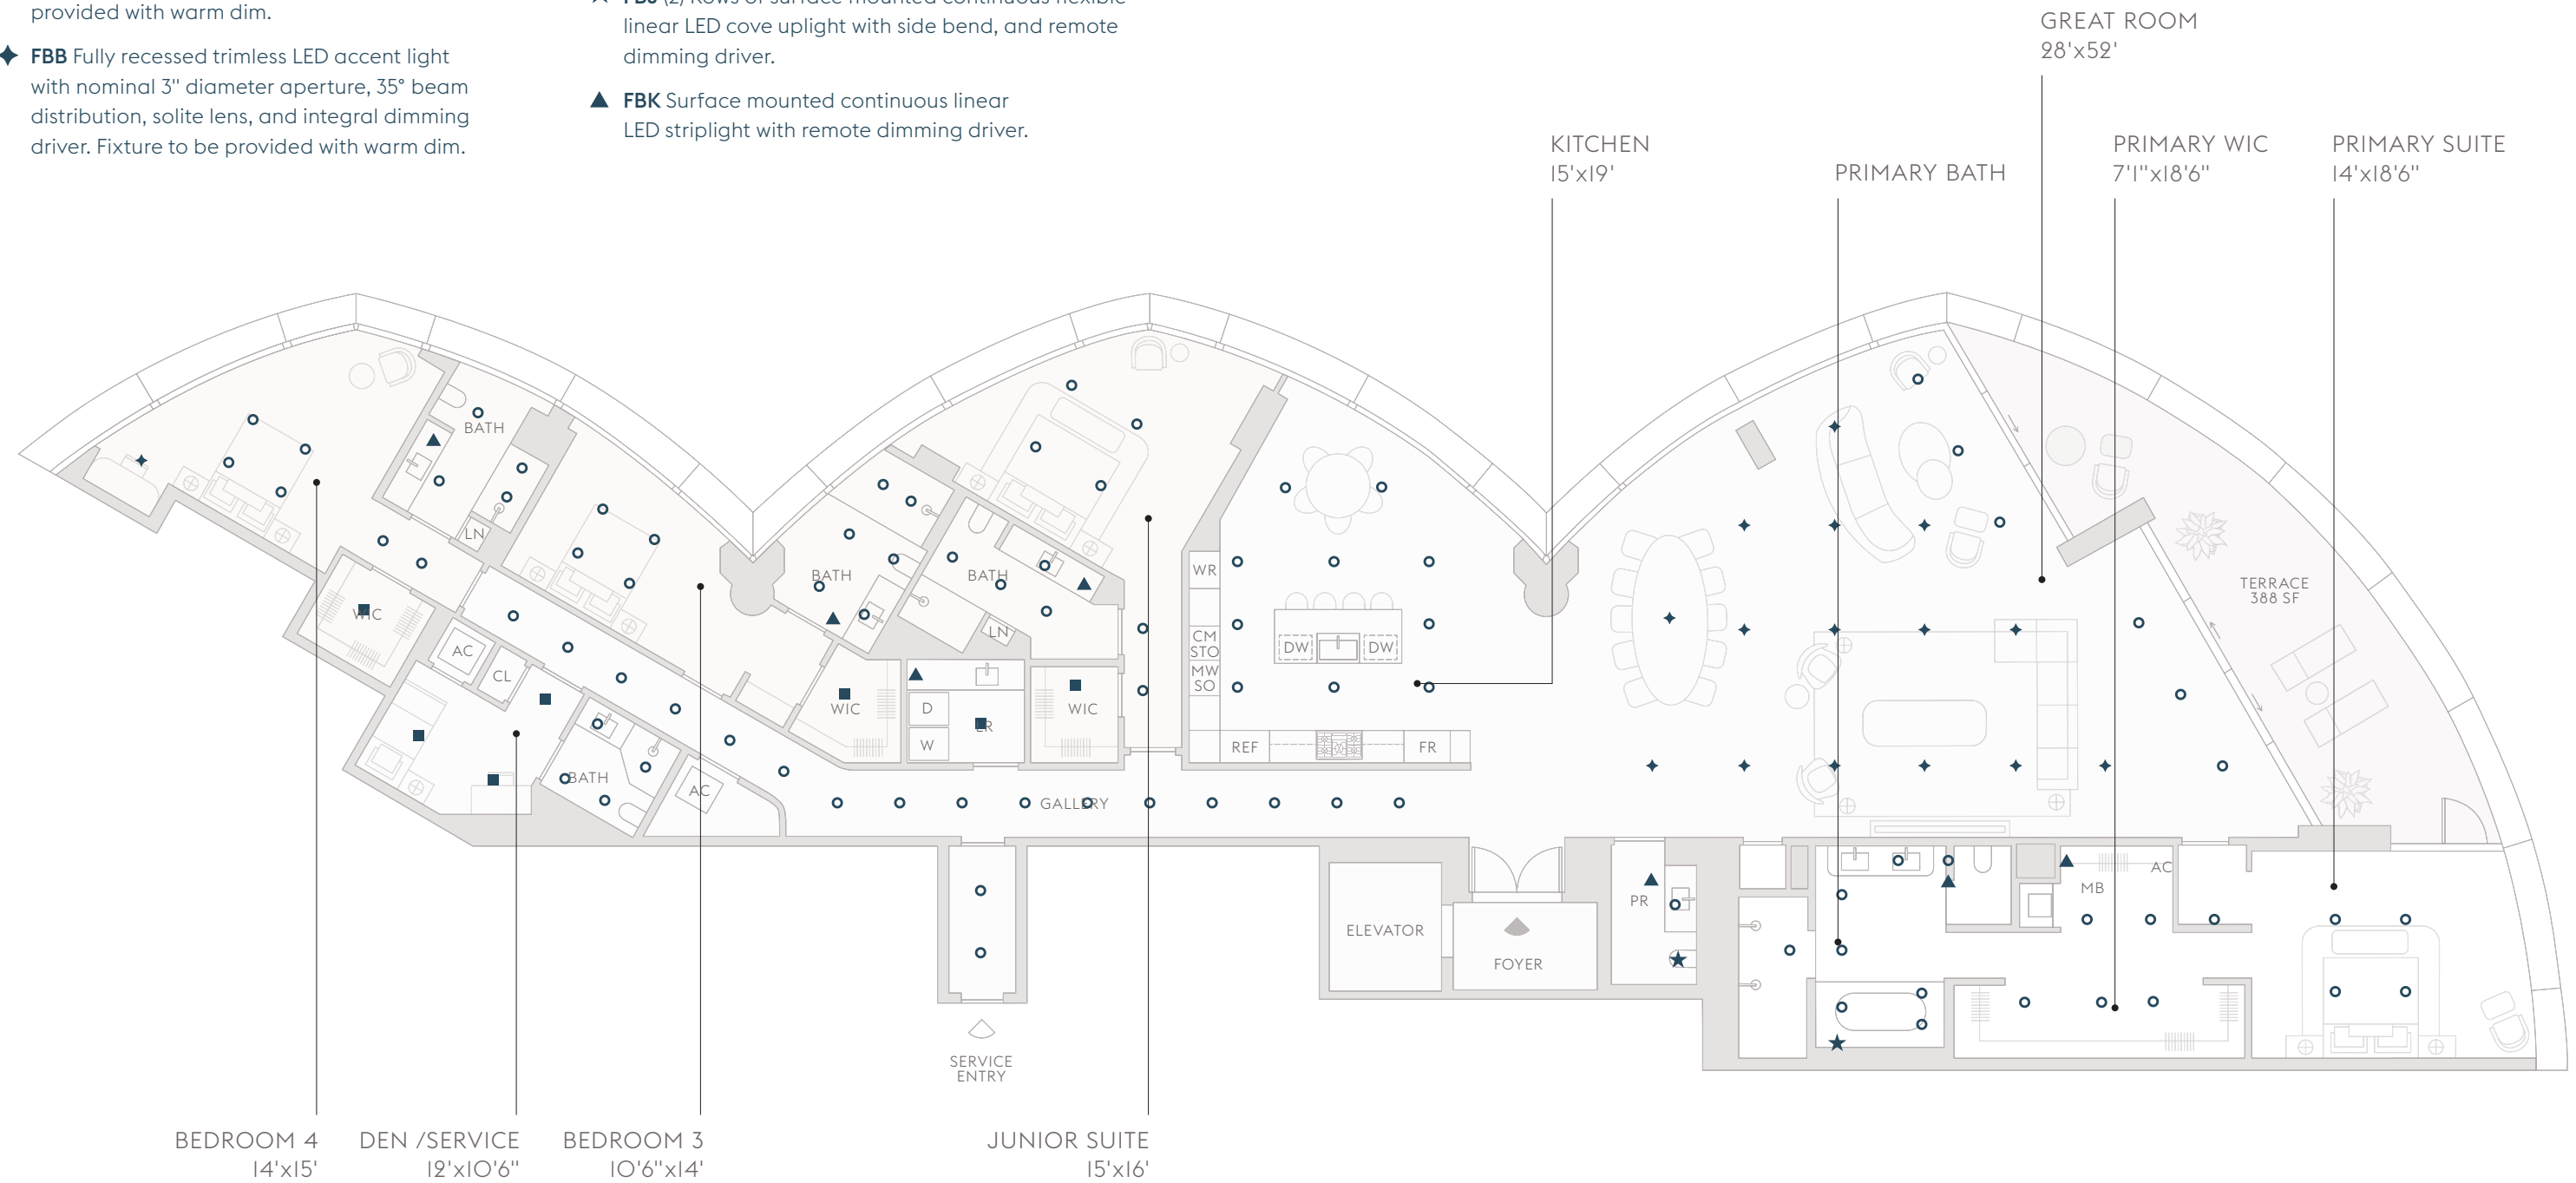 provided with warm dim.
FBB Fully recessed trimless LED accent light
with nominal 3" diameter aperture, 35° beam
distribution, solite lens, and integral dimming
driver. Fixture to be provided with warm dim.
linear LED cove uplight with side bend, and remote
dimming driver.
FBK Surface mounted continuous linear
LED striplight with remote dimming driver.
GREAT ROOM
28'x52'
KITCHEN
15'x19'
PRIMARY BATH
PRIMARY WIC
7'1"x18'6"
PRIMARY SUITE
14'x18'6"
BATH
LN
WIC
AC
CL
BATH
AC
BATH
BATH
LN
WIC
D
W
LR
WIC
WR
CM
STO
MW
SO
DW
DW
REF
FR
GALLERY
TERRACE
388 SF
ELEVATOR
FOYER
PR
MB
AC
SERVICE
ENTRY
BEDROOM 4
14'x15'
DEN /SERVICE
12'x10'6"
BEDROOM 3
10'6"x14'
JUNIOR SUITE
15'x16'